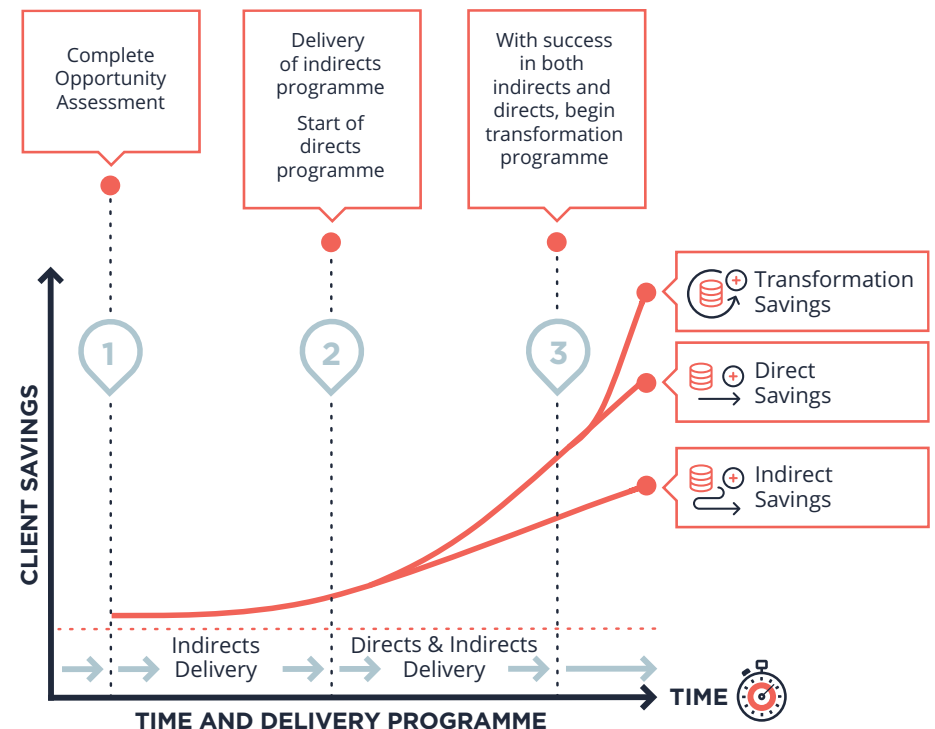 Complete
Opportunity
Assessment
Delivery
of indirects
programme
Start of
directs
programme
With success
in both
indirects and
directs, begin
transformation
programme
1
2
3
Transformation
Savings
Direct
Savings
Indirect
Savings
CLIENT SAVINGS
Indirects
Delivery
Directs & Indirects
Delivery
TIME
TIME AND DELIVERY PROGRAMME